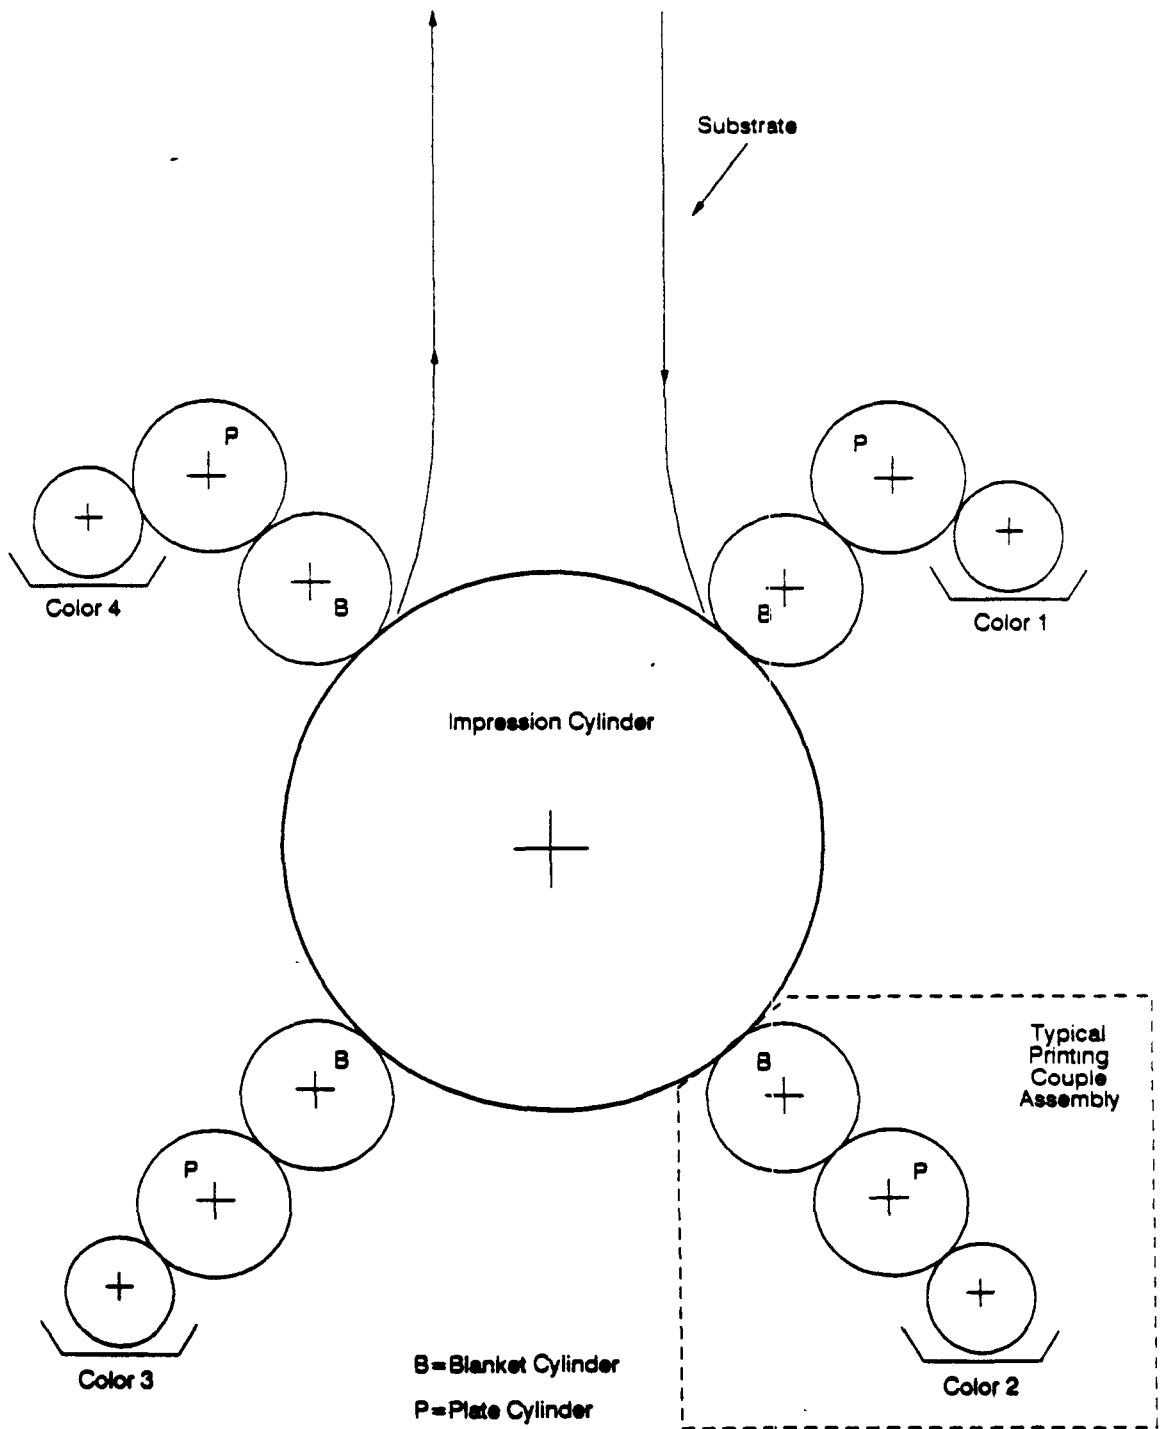 Substrate
P
P
B
B
Color 4
Color 1
Impression Cylinder
B
B
Typical
Printing
Couple
Assembly
P
P
Color 3
Color 2
B=Blanket Cylinder
P=Plate Cylinder